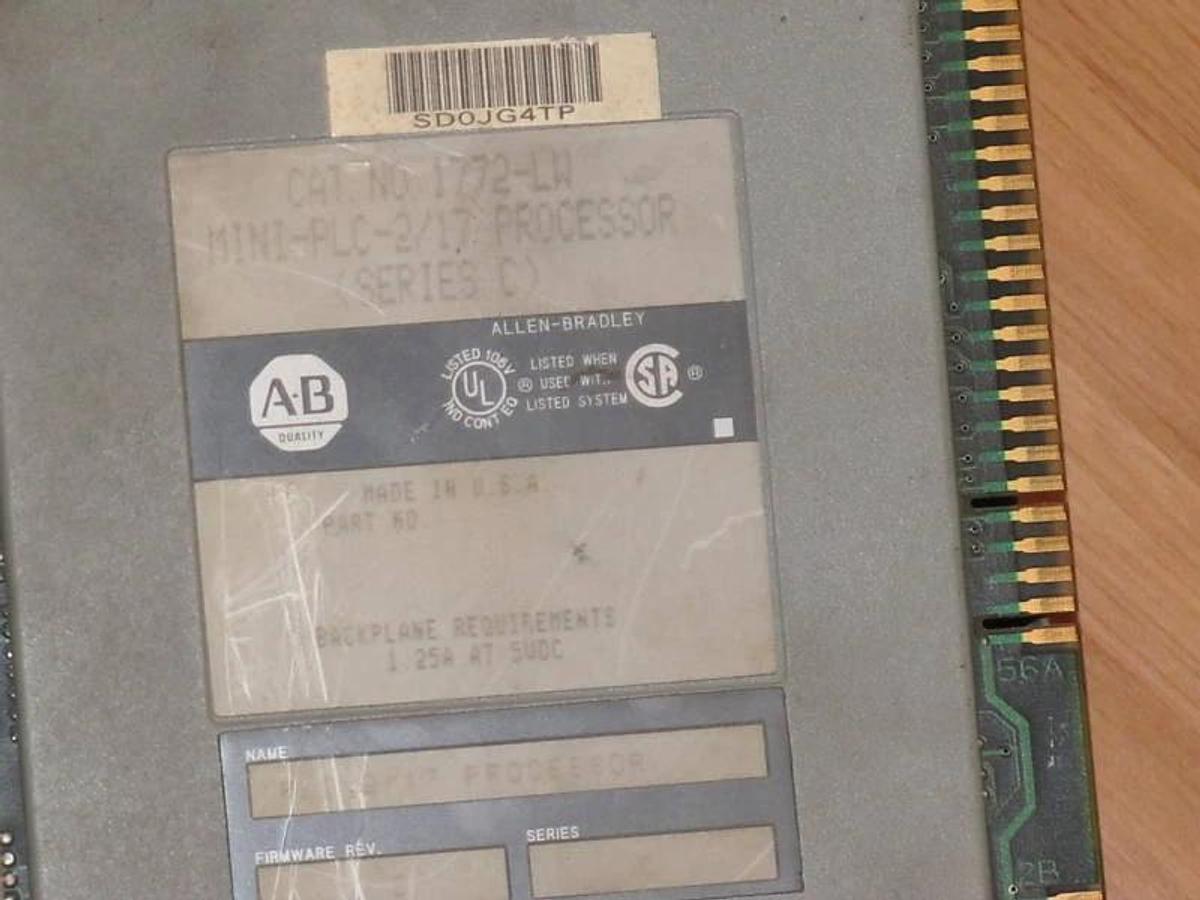 SD0JG4TP
CAT NO 1772-LW
MINI-PLC-2/17 PROCESSOR
(SERIES C)
ALLEN-BRADLEY
A-B
QUALITY
LISTED 106V
UL
IND CONT EQ
®
LISTED WHEN
USED WITH
LISTED SYSTEM
SA
®
MADE IN U.S.A.
PART NO
BACKPLANE REQUIREMENTS
1.25A AT 5VDC
NAME
PROCESSOR
FIRMWARE REV.
SERIES
56A
2B